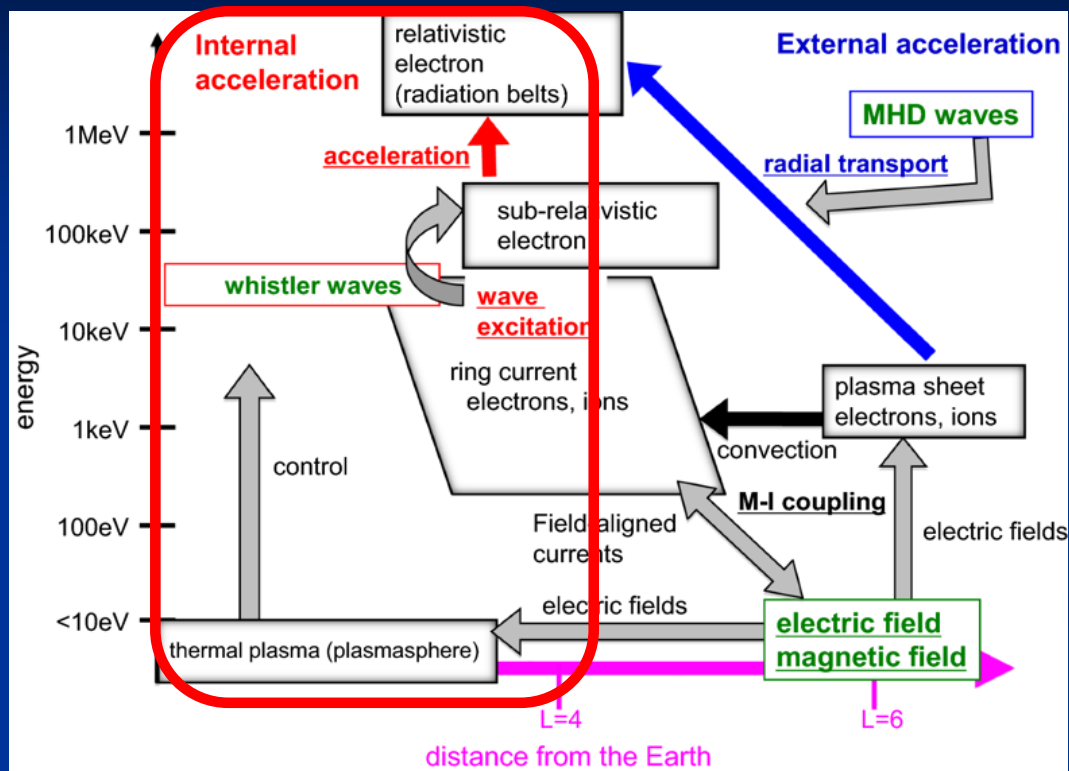 Internal
acceleration
relativistic
electron
(radiation belts)
External acceleration
MHD waves
1MeV
acceleration
radial transport
sub-relativistic
electron
100keV
whistler waves
wave
excitation
10keV
energy
ring current
electrons, ions
plasma sheet
electrons, ions
1keV
convection
control
M-I coupling
100eV
Field-aligned
currents
electric fields
electric fields
<10eV
thermal plasma (plasmasphere)
electric field
magnetic field
L=4
L=6
distance from the Earth